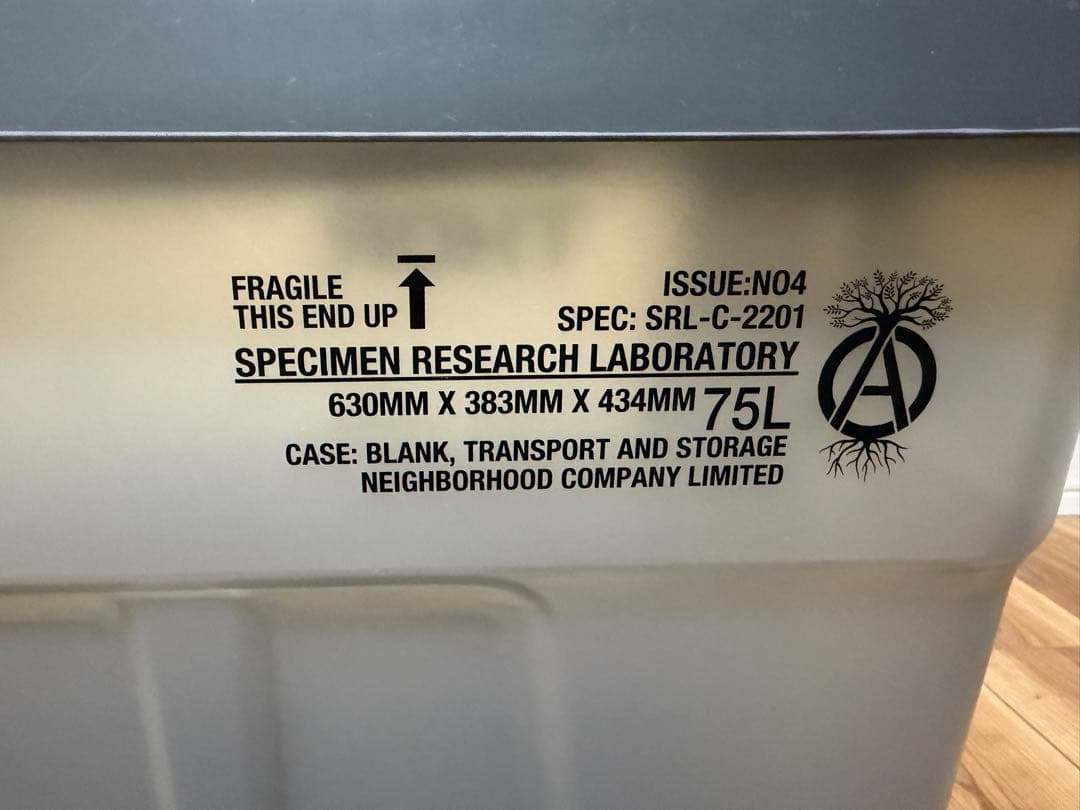 FRAGILE
THIS END UP
ISSUE:NO4
SPEC: SRL-C-2201
SPECIMEN RESEARCH LABORATORY
630MM X 383MM X 434MM 75L
CASE: BLANK, TRANSPORT AND STORAGE
NEIGHBORHOOD COMPANY LIMITED
A